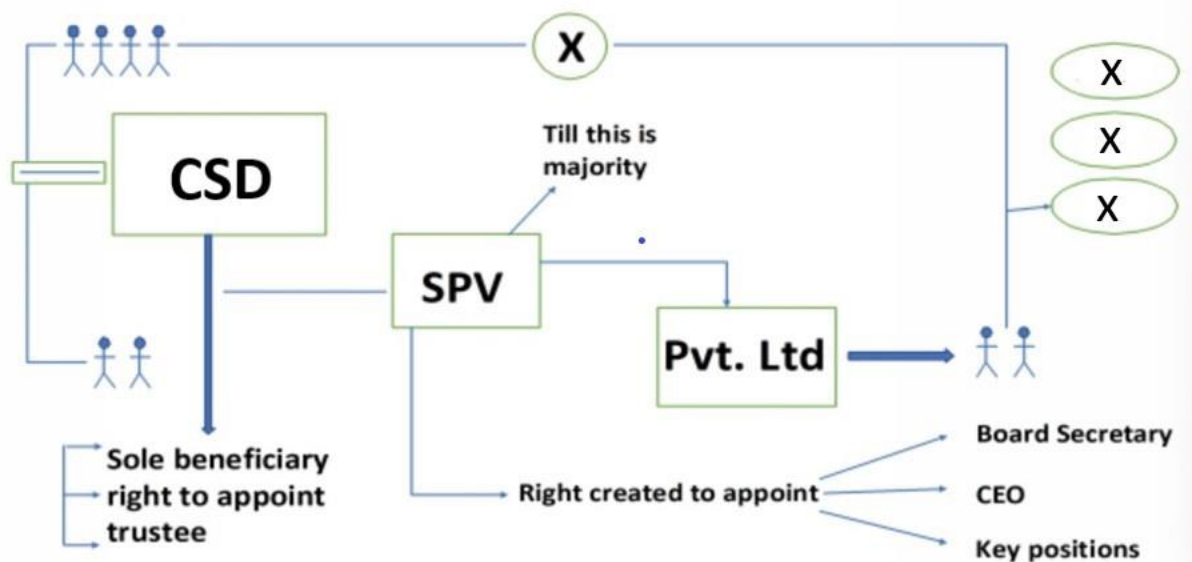 X
X
X
X
Till this is
majority
CSD
SPV
Pvt. Ltd
Sole beneficiary
right to appoint
trustee
Right created to appoint
Board Secretary
CEO
Key positions